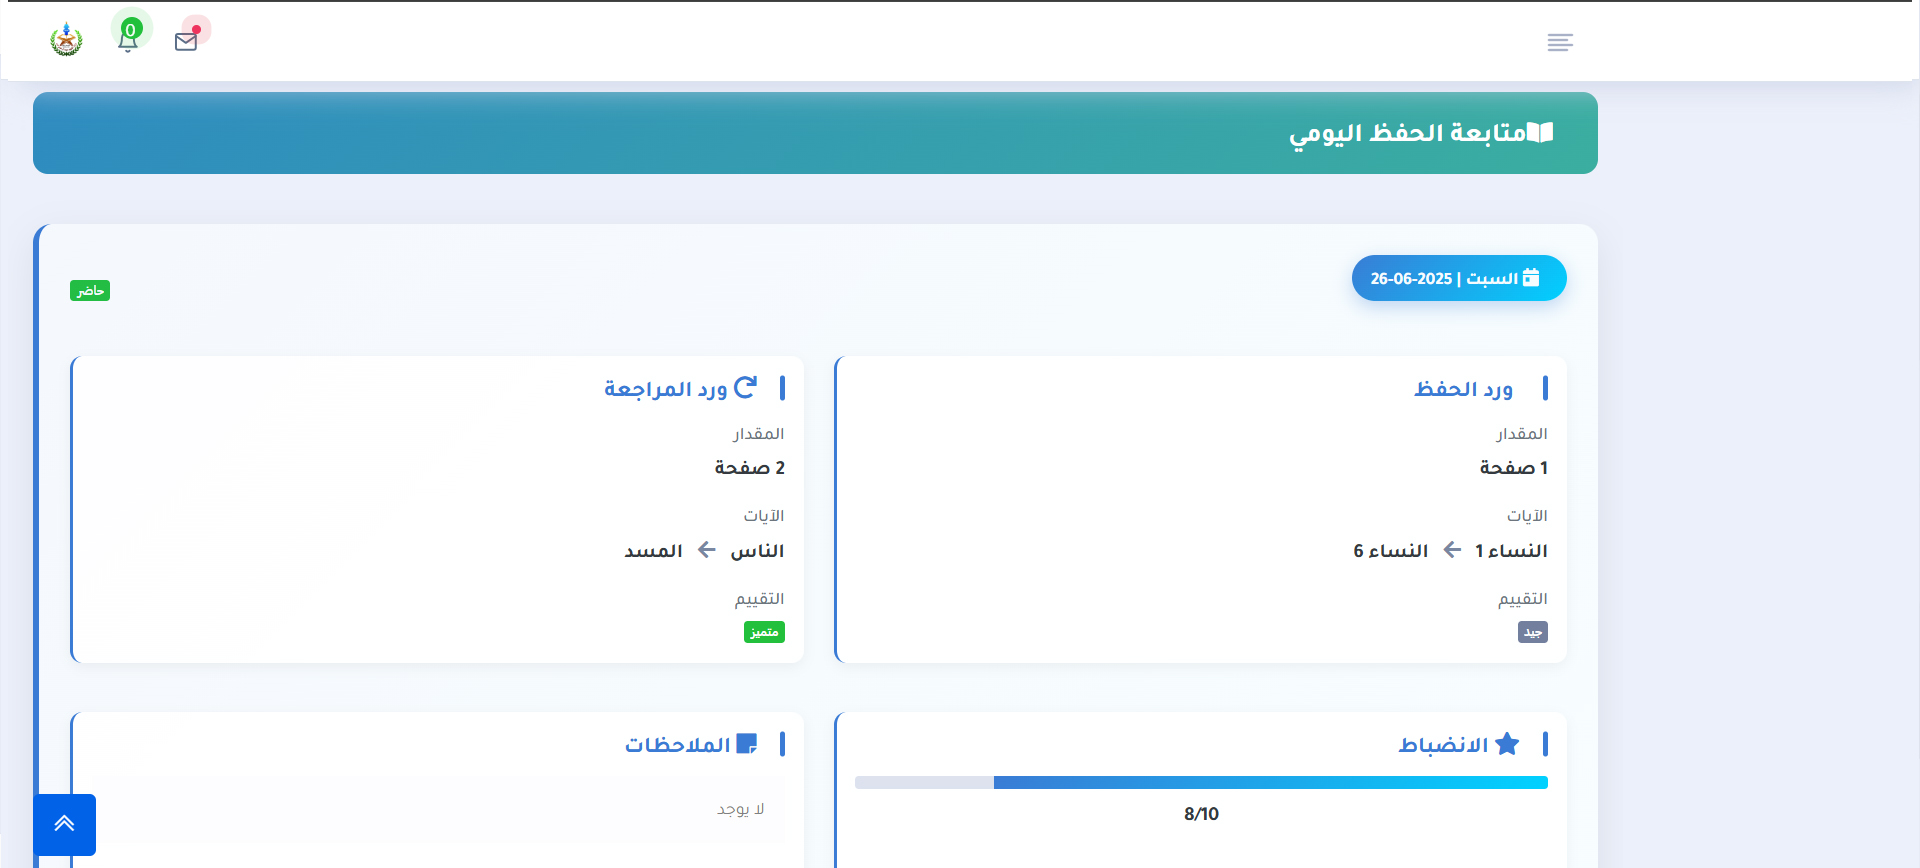 0
متابعة الحفظ اليومي
السبت | 2025-06-26
حاضر
ورد الحفظ
المقدار
1 صفحة
الآيات
النساء 1 ← النساء 6
التقييم
جيد
ورد المراجعة
المقدار
2 صفحة
الآيات
الناس ← المسد
التقييم
متميز
الانضباط
8/10
الملاحظات
لا يوجد